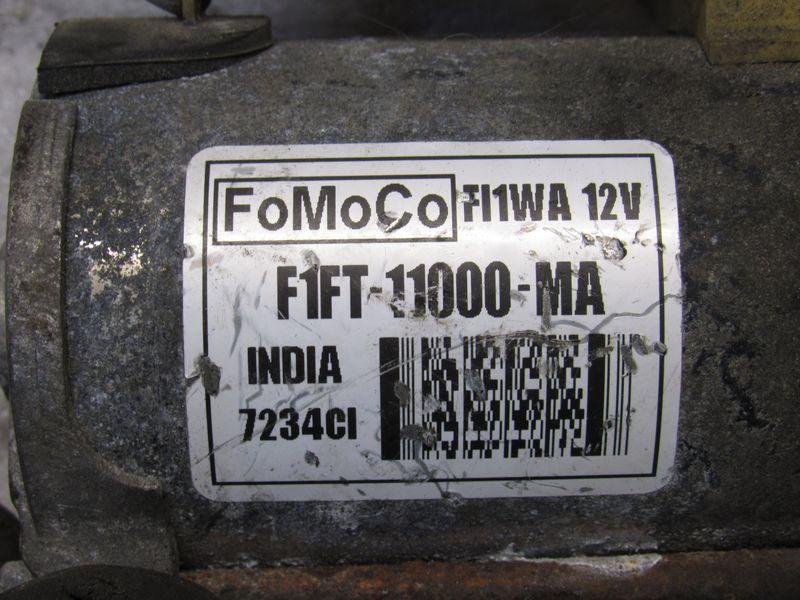 FoMoCo FI1WA 12V
F1FT-11000-MA
INDIA
7234CI